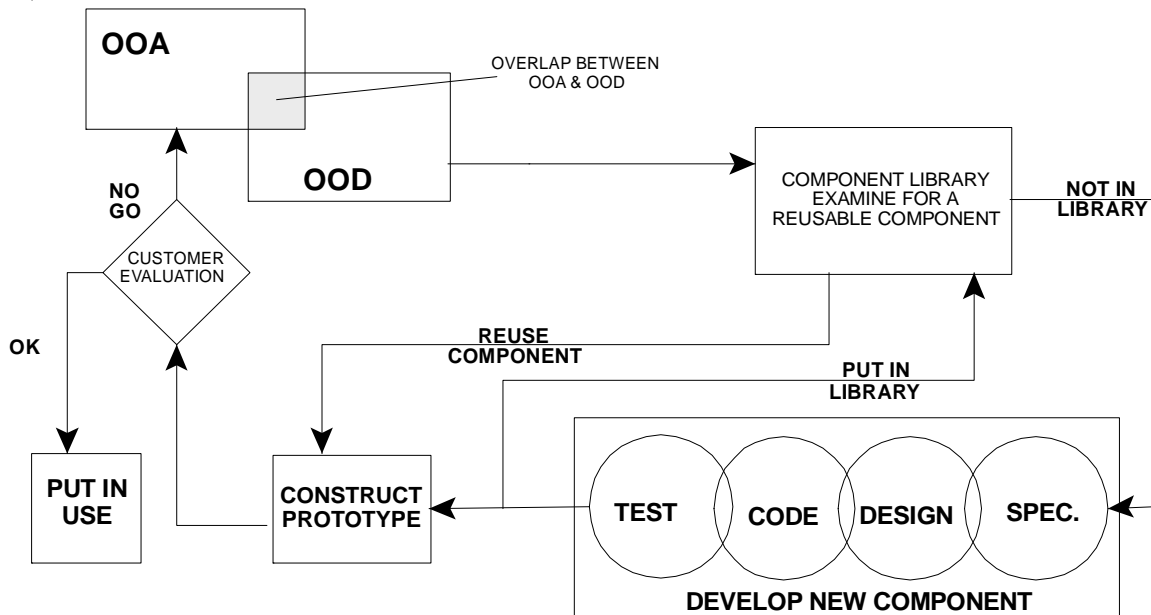 OOA
OVERLAP BETWEEN
OOA & OOD
OOD
COMPONENT LIBRARY
EXAMINE FOR A
REUSABLE COMPONENT
NOT IN
LIBRARY
NO
GO
CUSTOMER
EVALUATION
OK
REUSE
COMPONENT
PUT IN
LIBRARY
PUT IN
USE
CONSTRUCT
PROTOTYPE
TEST
CODE
DESIGN
SPEC.
DEVELOP NEW COMPONENT